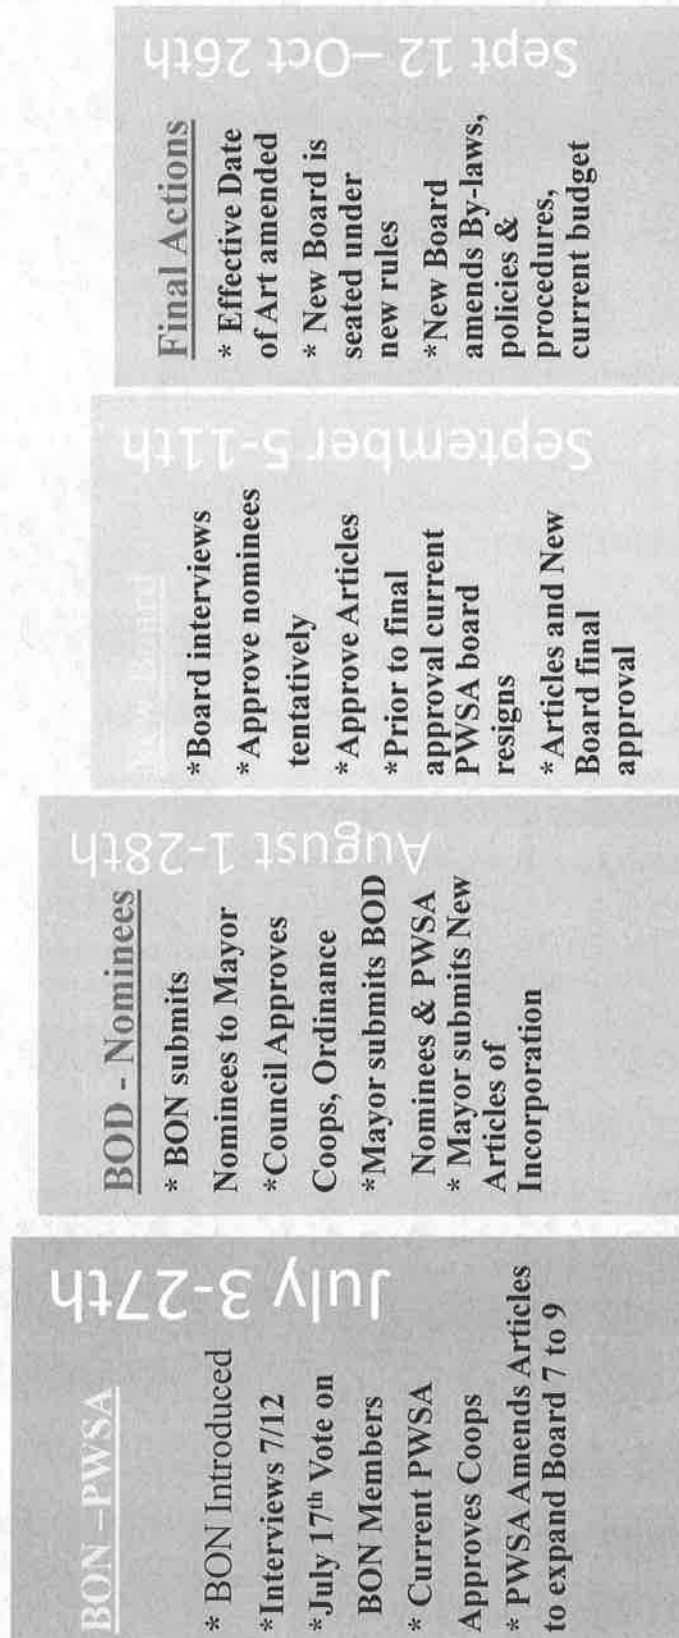 BON –PWSA
July 3-27th
* BON Introduced
*Interviews 7/12
*July 17th Vote on
BON Members
* Current PWSA
Approves Coops
* PWSA Amends Articles
to expand Board 7 to 9
BOD - Nominees
August 1-28th
* BON submits
Nominees to Mayor
*Council Approves
Coops, Ordinance
*Mayor submits BOD
Nominees & PWSA
* Mayor submits New
Articles of
Incorporation
September 5-11th
*Board interviews
*Approve nominees
tentatively
*Approve Articles
*Prior to final
approval current
PWSA board
resigns
*Articles and New
Board final
approval
Final Actions
Sept 12 –Oct 26th
* Effective Date
of Art amended
* New Board is
seated under
new rules
*New Board
amends By-laws,
policies &
procedures,
current budget